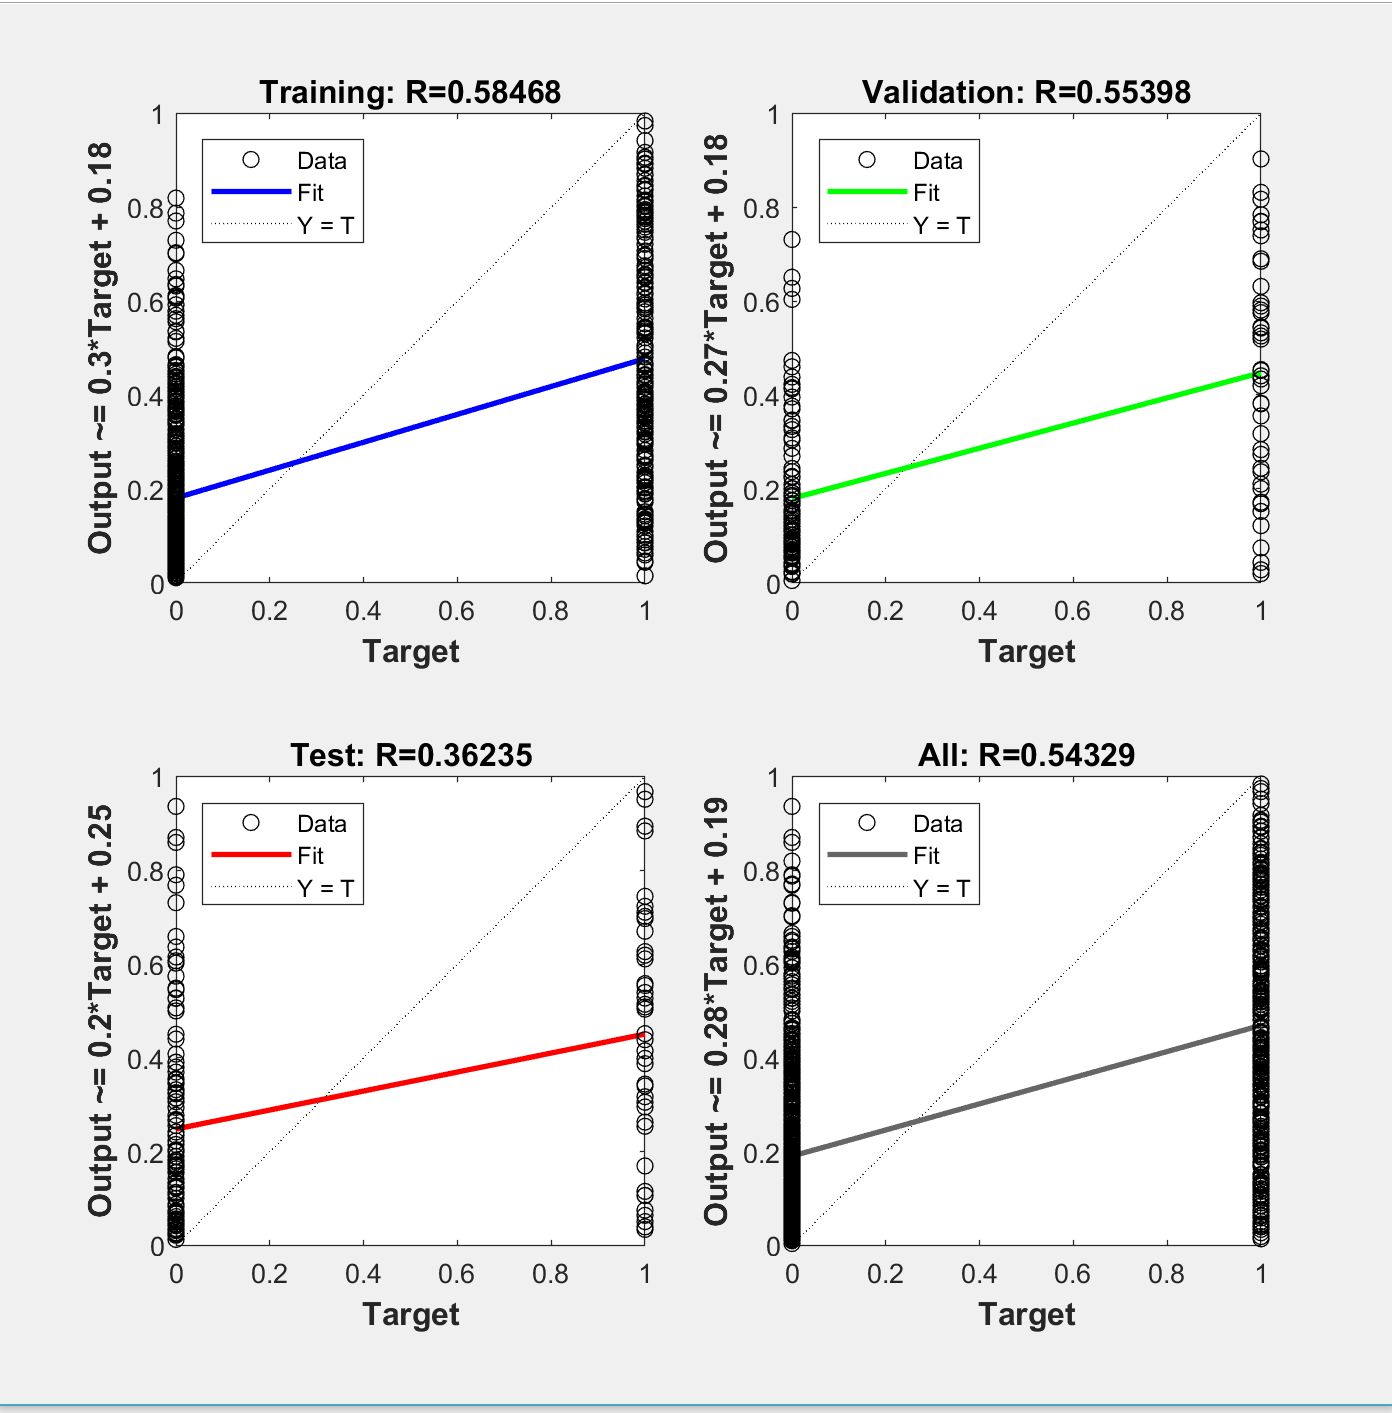 Training: R=0.58468
Output ~= 0.3*Target + 0.18
1
0.8
0.6
0.4
0.2
0
Data
Fit
Y = T
0 0.2 0.4 0.6 0.8 1
Target
Validation: R=0.55398
Output ~= 0.27*Target + 0.18
1
0.8
0.6
0.4
0.2
0
Data
Fit
Y = T
0 0.2 0.4 0.6 0.8 1
Target
Test: R=0.36235
Output ~= 0.2*Target + 0.25
1
0.8
0.6
0.4
0.2
0
Data
Fit
Y = T
0 0.2 0.4 0.6 0.8 1
Target
All: R=0.54329
Output ~= 0.28*Target + 0.19
1
0.8
0.6
0.4
0.2
0
Data
Fit
Y = T
0 0.2 0.4 0.6 0.8 1
Target